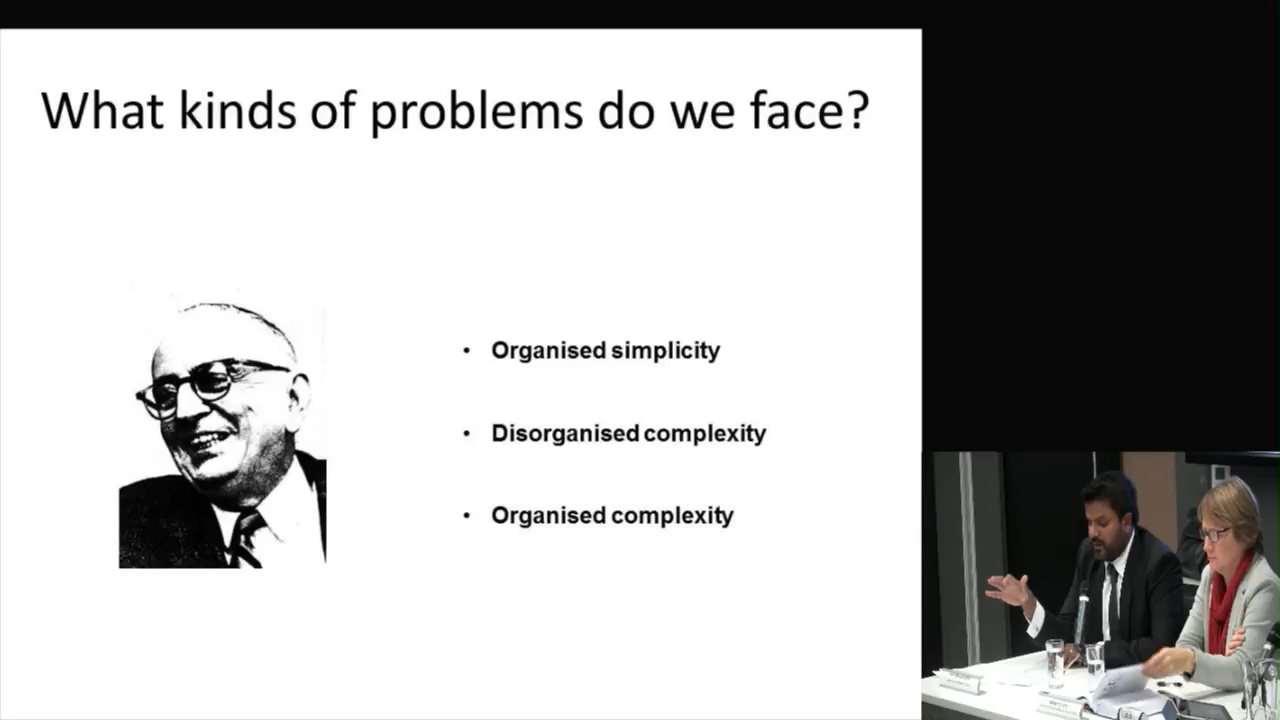 What kinds of problems do we face?
• Organised simplicity
• Disorganised complexity
• Organised complexity